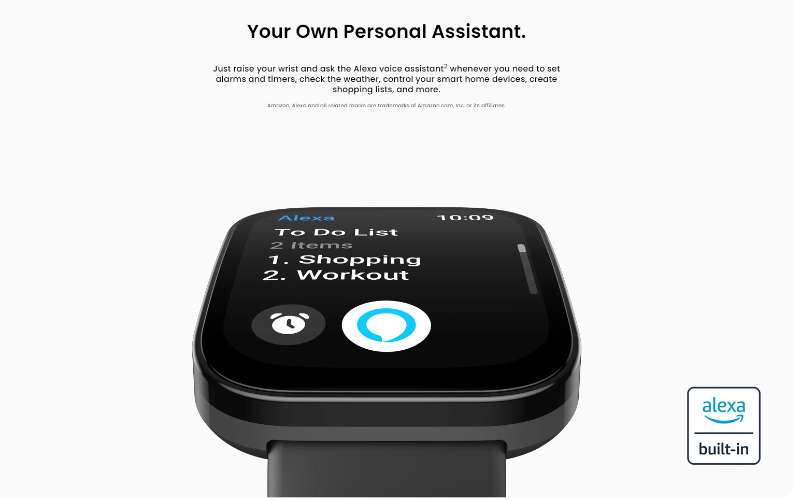 Your Own Personal Assistant.
Just raise your wrist and ask the Alexa voice assistant² whenever you need to set
alarms and timers, check the weather, control your smart home devices, create
shopping lists, and more.
Amazon, Alexa and all related marks are trademarks of Amazon.com, Inc. or its affiliates.
Alexa 10:09
To Do List
2 items
1. Shopping
2. Workout
alexa
built-in